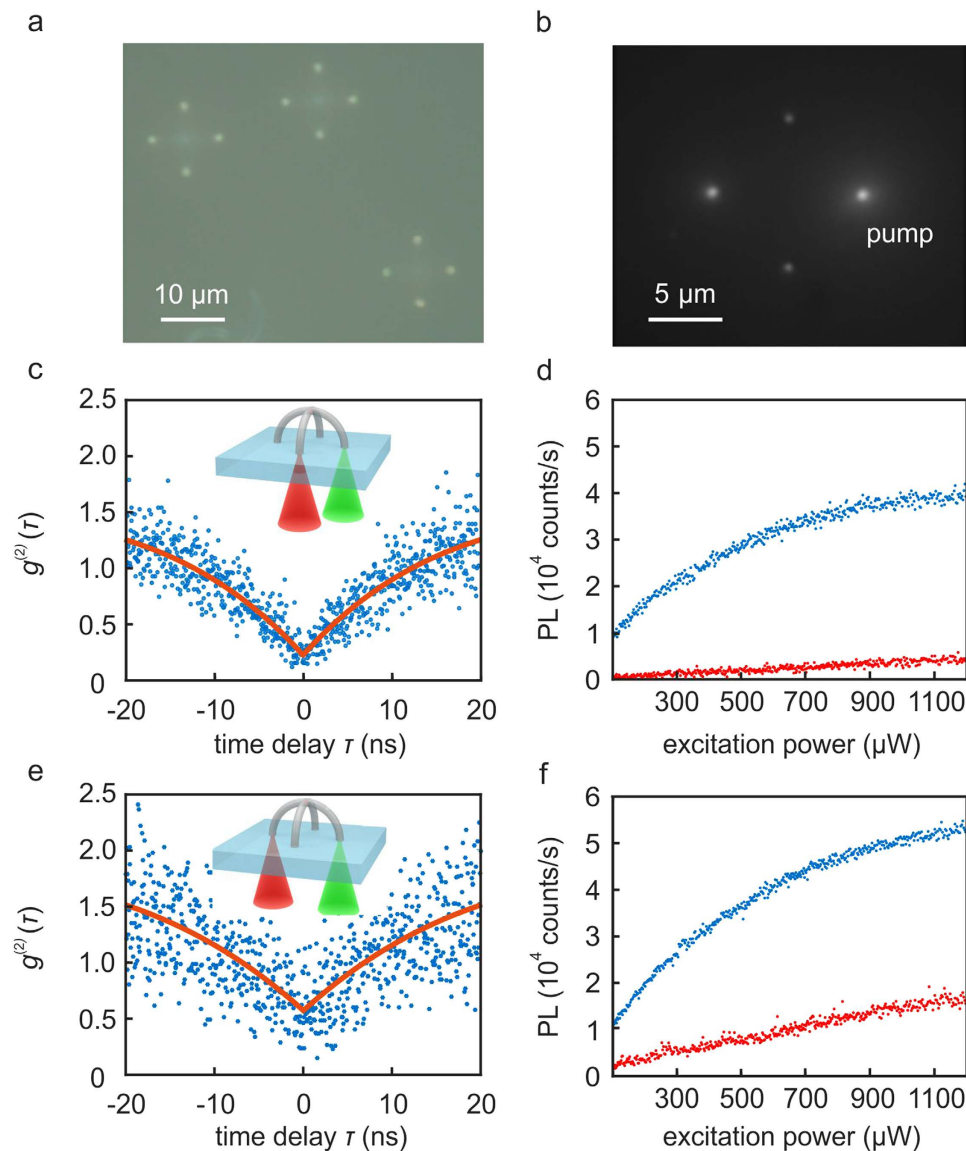 a
b
10 μm
pump
5 μm
c
d
2.5
2.0
1.5
1.0
0.5
0
g⁽²⁾ (τ)
-20 -10 0 10 20
time delay τ (ns)
6
5
4
3
2
1
0
PL (10⁴ counts/s)
300 500 700 900 1100
excitation power (μW)
e
f
2.5
2.0
1.5
1.0
0.5
0
g⁽²⁾ (τ)
-20 -10 0 10 20
time delay τ (ns)
6
5
4
3
2
1
0
PL (10⁴ counts/s)
300 500 700 900 1100
excitation power (μW)